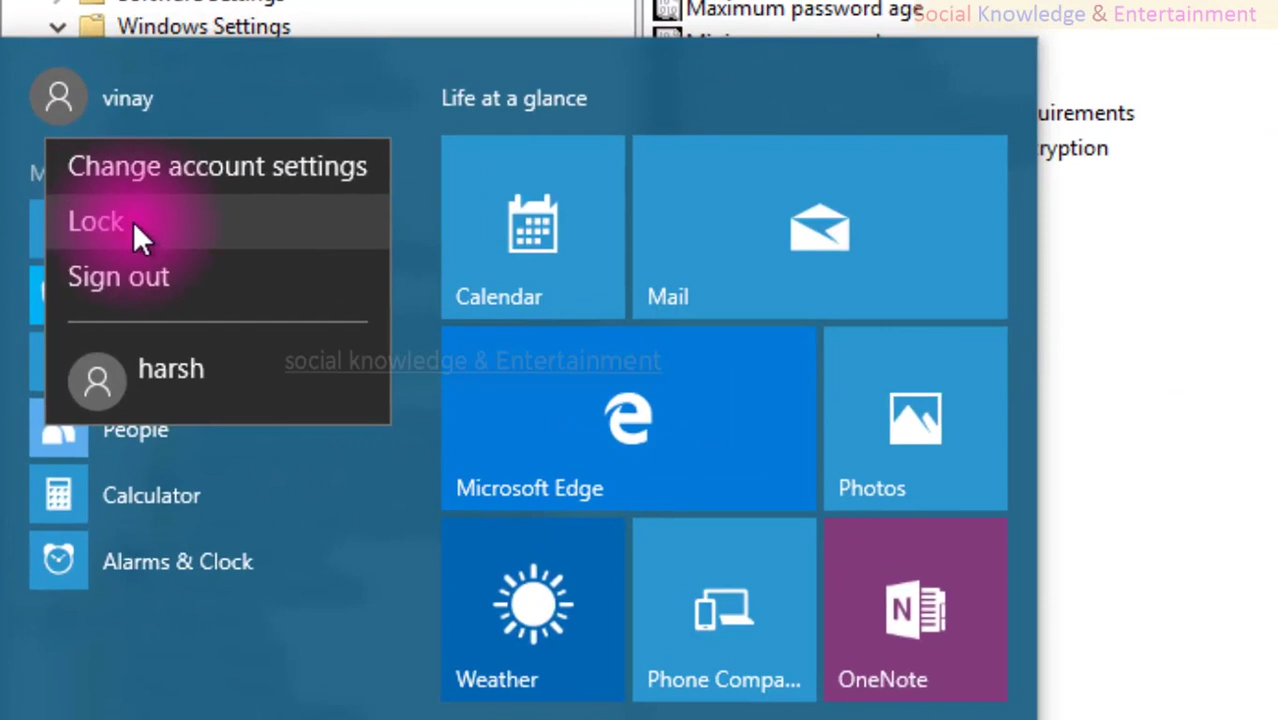 Windows Settings
Maximum password age
Social Knowledge & Entertainment
vinay
Life at a glance
uirements
cryption
Change account settings
M
Lock
Sign out
harsh
social knowledge & Entertainment
Calendar
Mail
People
Calculator
Alarms & Clock
Microsoft Edge
Photos
Weather
Phone Compa...
OneNote
N